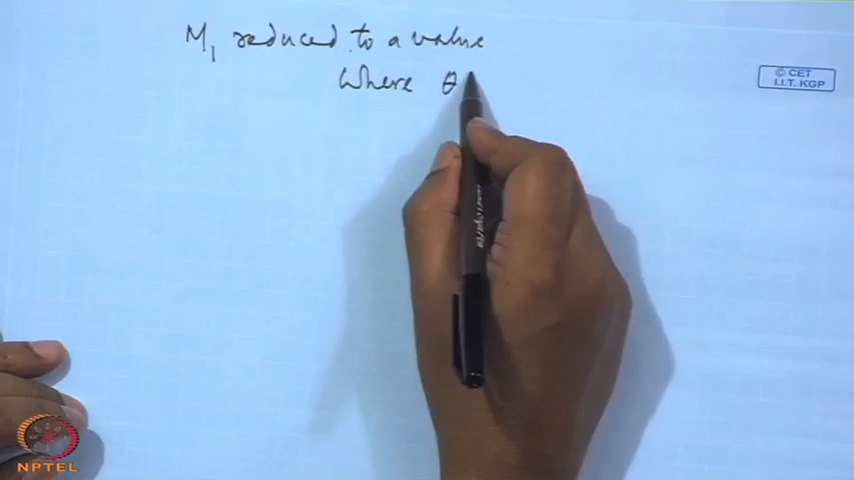 M₁ reduced to a value
Where θ
© CET
I.I.T. KGP
NPTEL